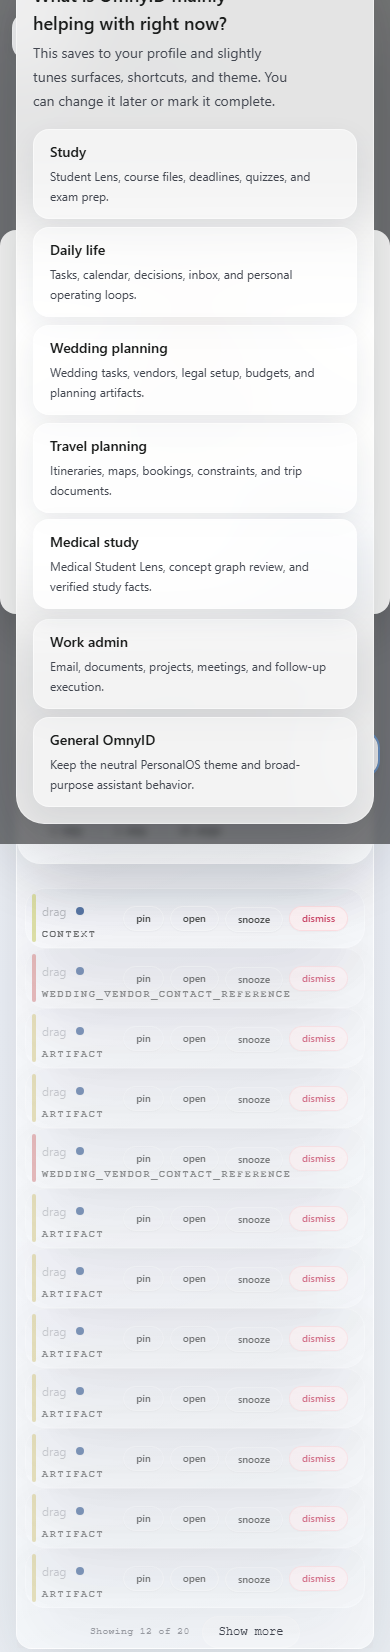 What is OmnyID mainly
helping with right now?
This saves to your profile and slightly
tunes surfaces, shortcuts, and theme. You
can change it later or mark it complete.
Study
Student Lens, course files, deadlines, quizzes, and
exam prep.
Daily life
Tasks, calendar, decisions, inbox, and personal
operating loops.
Wedding planning
Wedding tasks, vendors, legal setup, budgets, and
planning artifacts.
Travel planning
Itineraries, maps, bookings, constraints, and trip
documents.
Medical study
Medical Student Lens, concept graph review, and
verified study facts.
Work admin
Email, documents, projects, meetings, and follow-up
execution.
General OmnyID
Keep the neutral PersonalOS theme and broad-
purpose assistant behavior.
drag pin open snooze dismiss
CONTEXT
drag pin open snooze dismiss
WEDDING_VENDOR_CONTACT_REFERENCE
drag pin open snooze dismiss
ARTIFACT
drag pin open snooze dismiss
ARTIFACT
drag pin open snooze dismiss
WEDDING_VENDOR_CONTACT_REFERENCE
drag pin open snooze dismiss
ARTIFACT
drag pin open snooze dismiss
ARTIFACT
drag pin open snooze dismiss
ARTIFACT
drag pin open snooze dismiss
ARTIFACT
drag pin open snooze dismiss
ARTIFACT
drag pin open snooze dismiss
ARTIFACT
drag pin open snooze dismiss
ARTIFACT
Showing 12 of 20 Show more